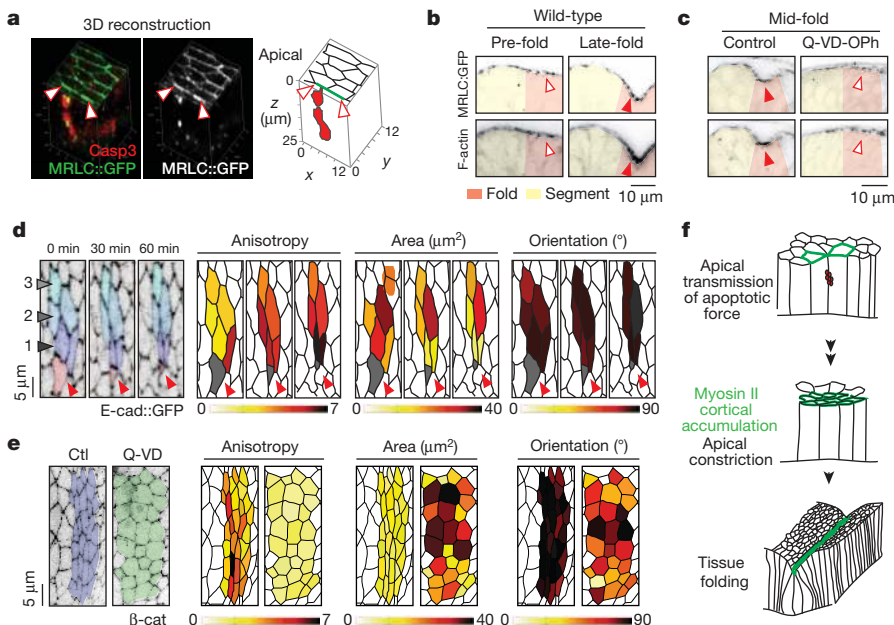 a
3D reconstruction
Casp3
MRLC::GFP
MRLC::GFP
Apical
0
z
(μm)
25
0
x
12
0
y
12
b
Wild-type
Pre-fold Late-fold
MRLC:GFP
F-actin
Fold Segment
10 μm
c
Mid-fold
Control Q-VD-OPh
10 μm
d
0 min 30 min 60 min
3
2
1
5 μm
E-cad::GFP
Anisotropy
0 7
Area (μm²)
0 40
Orientation (°)
0 90
e
Ctl Q-VD
5 μm
β-cat
Anisotropy
0 7
Area (μm²)
0 40
Orientation (°)
0 90
f
Apical
transmission
of apoptotic
force
Myosin II
cortical
accumulation
Apical
constriction
Tissue
folding